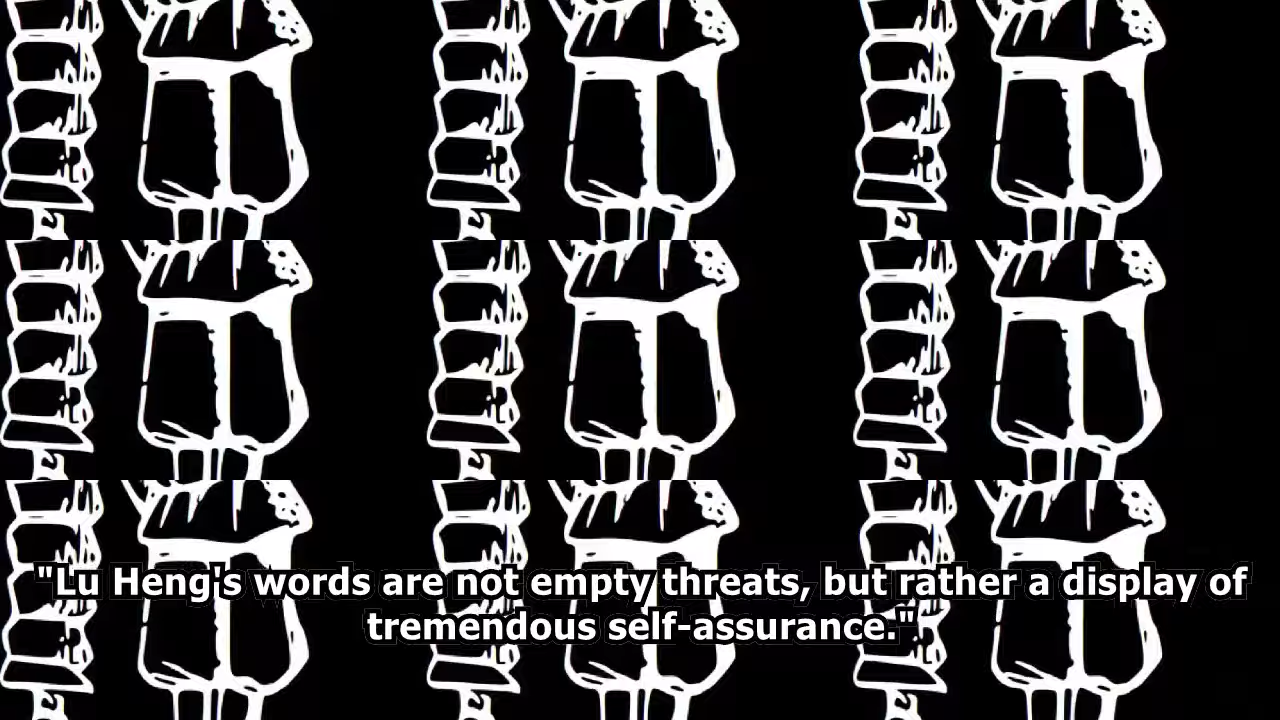 "Lu Heng's words are not empty threats, but rather a display of
tremendous self-assurance."